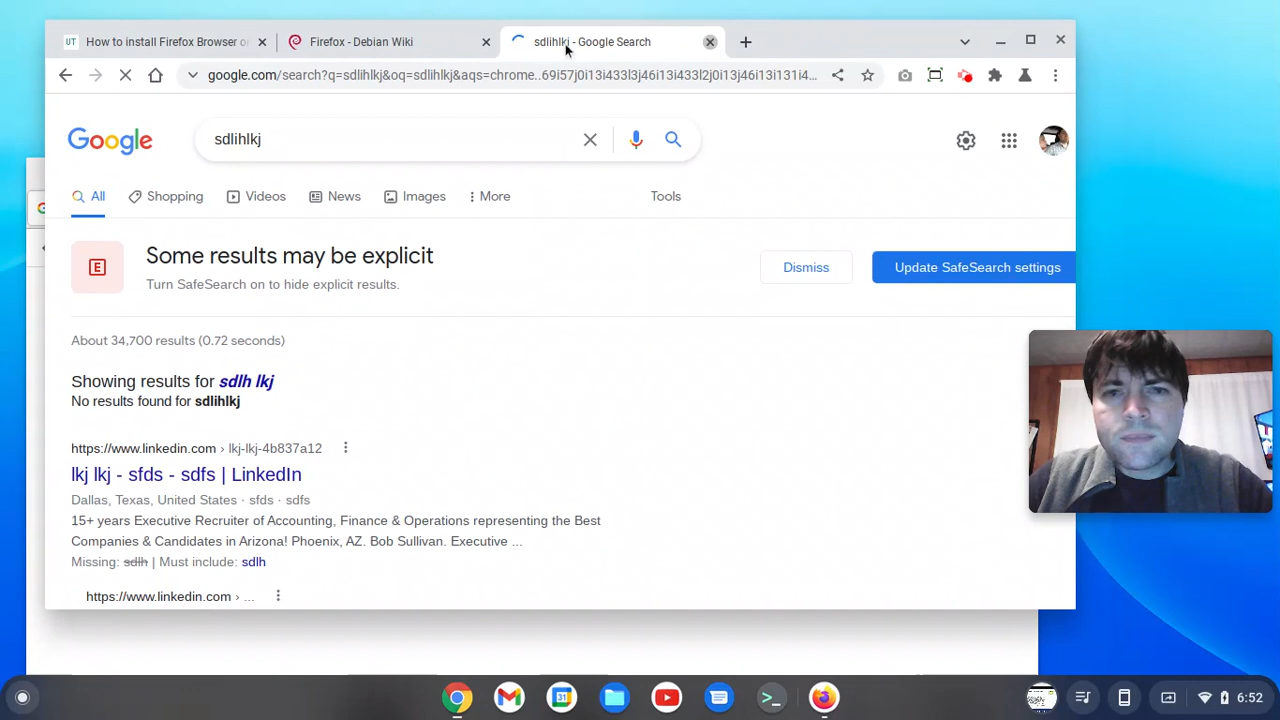 UT How to install Firefox Browser or
Firefox - Debian Wiki
sdlihlkj - Google Search
google.com/search?q=sdlihlkj&oq=sdlihlkj&aqs=chrome..69i57j0i13i433l3j46i13i433l2j0i13j46i13i131i4...
Google
sdlihlkj
All
Shopping
Videos
News
Images
More
Tools
E
Some results may be explicit
Turn SafeSearch on to hide explicit results.
Dismiss
Update SafeSearch settings
About 34,700 results (0.72 seconds)
Showing results for sdlh lkj
No results found for sdlihlkj
https://www.linkedin.com › lkj-lkj-4b837a12
lkj lkj - sfds - sdfs | LinkedIn
Dallas, Texas, United States · sfds · sdfs
15+ years Executive Recruiter of Accounting, Finance & Operations representing the Best
Companies & Candidates in Arizona! Phoenix, AZ. Bob Sullivan. Executive ...
Missing: sdlh | Must include: sdlh
https://www.linkedin.com › ...
31
>_
6:52